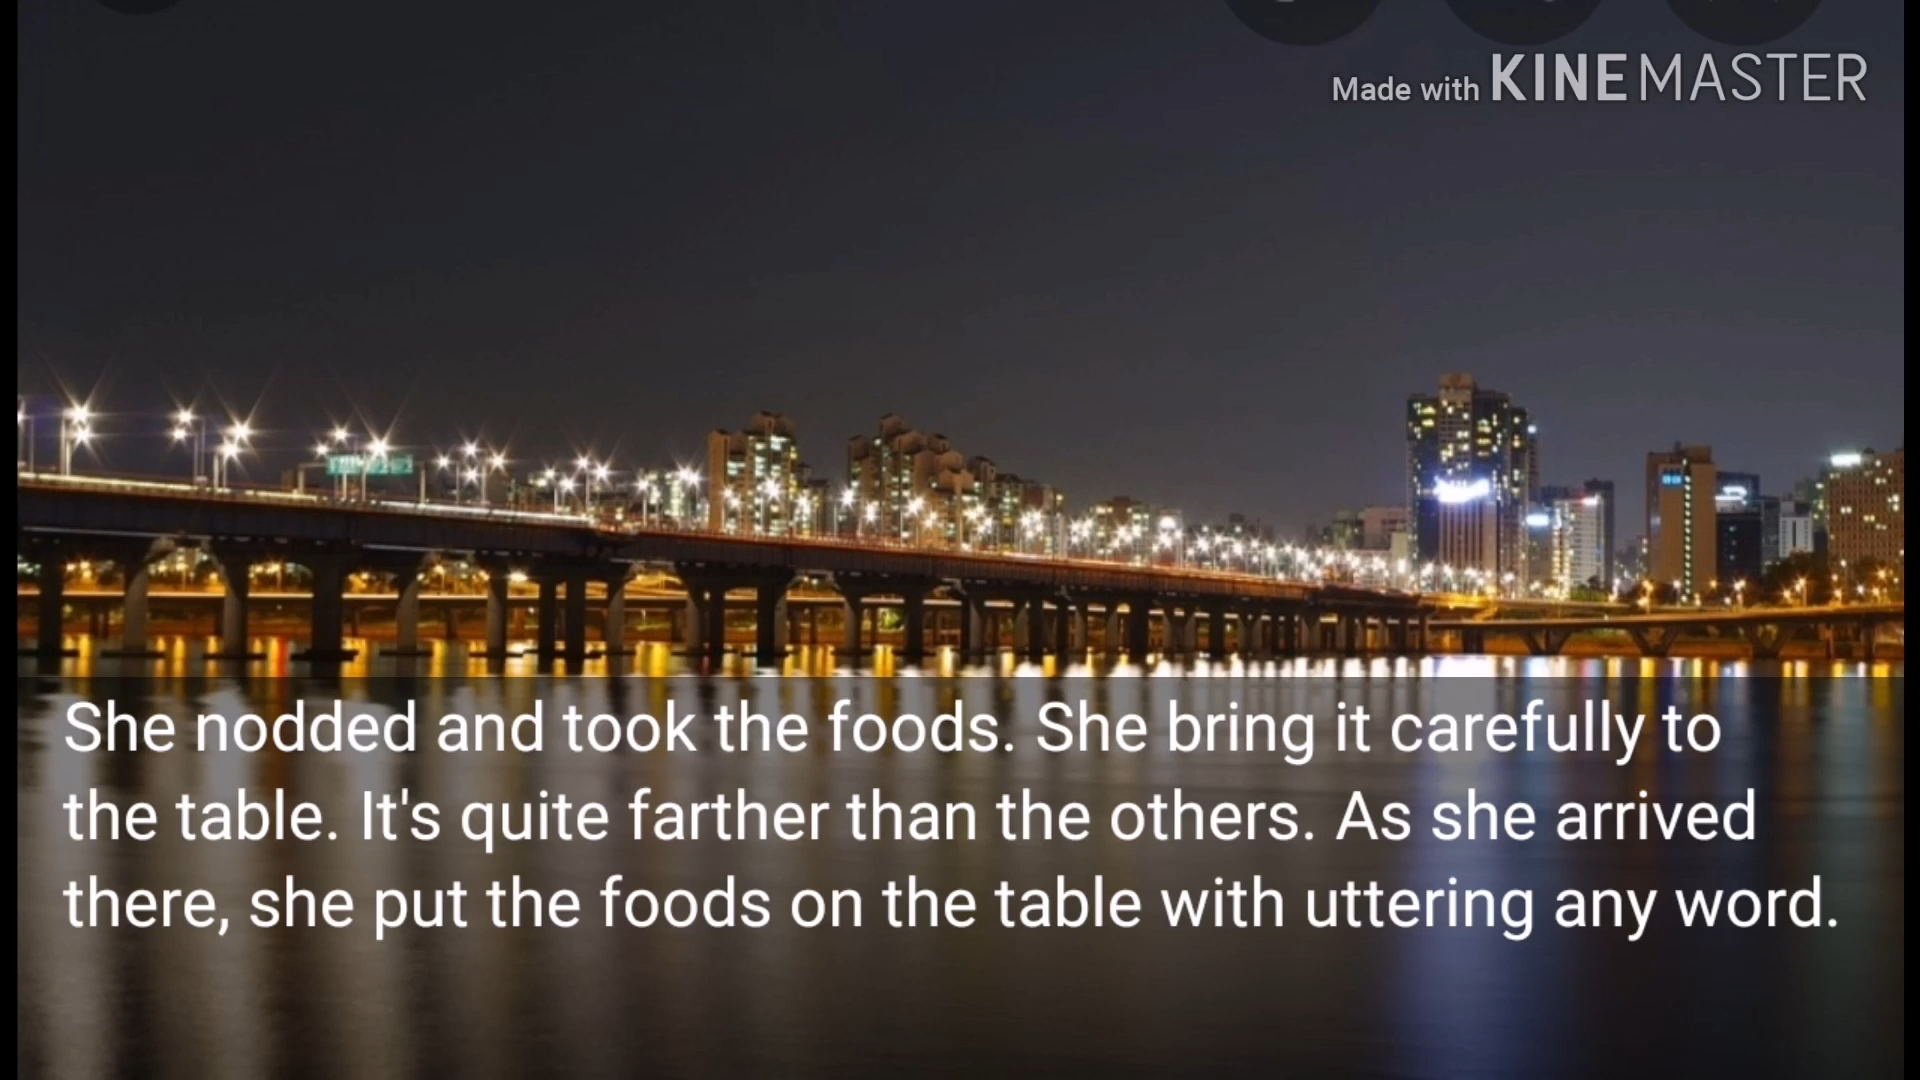 Made with KINEMASTER
She nodded and took the foods. She bring it carefully to
the table. It's quite farther than the others. As she arrived
there, she put the foods on the table with uttering any word.